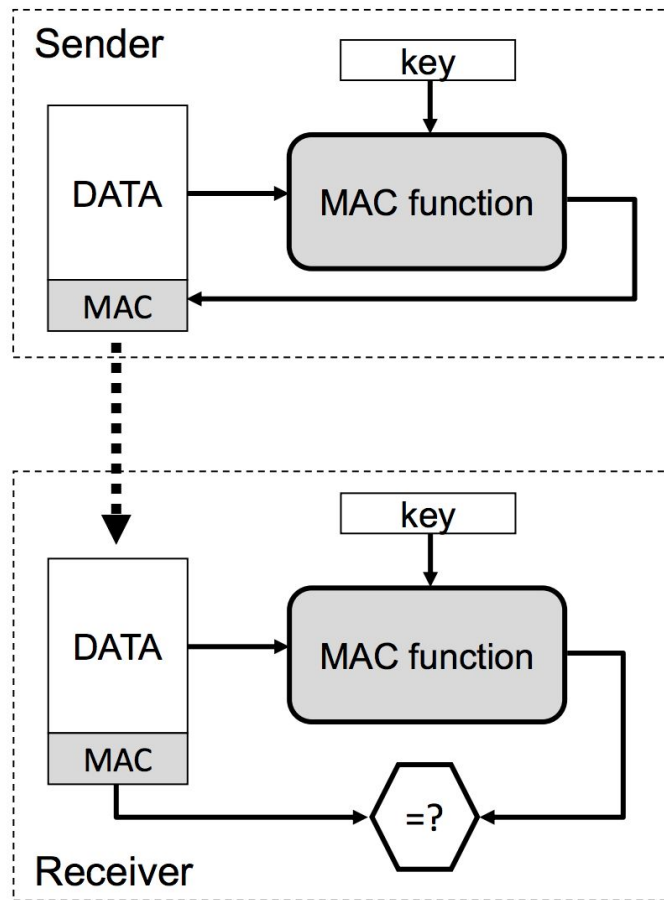 Sender
key
DATA
MAC function
MAC
key
DATA
MAC function
MAC
=?
Receiver